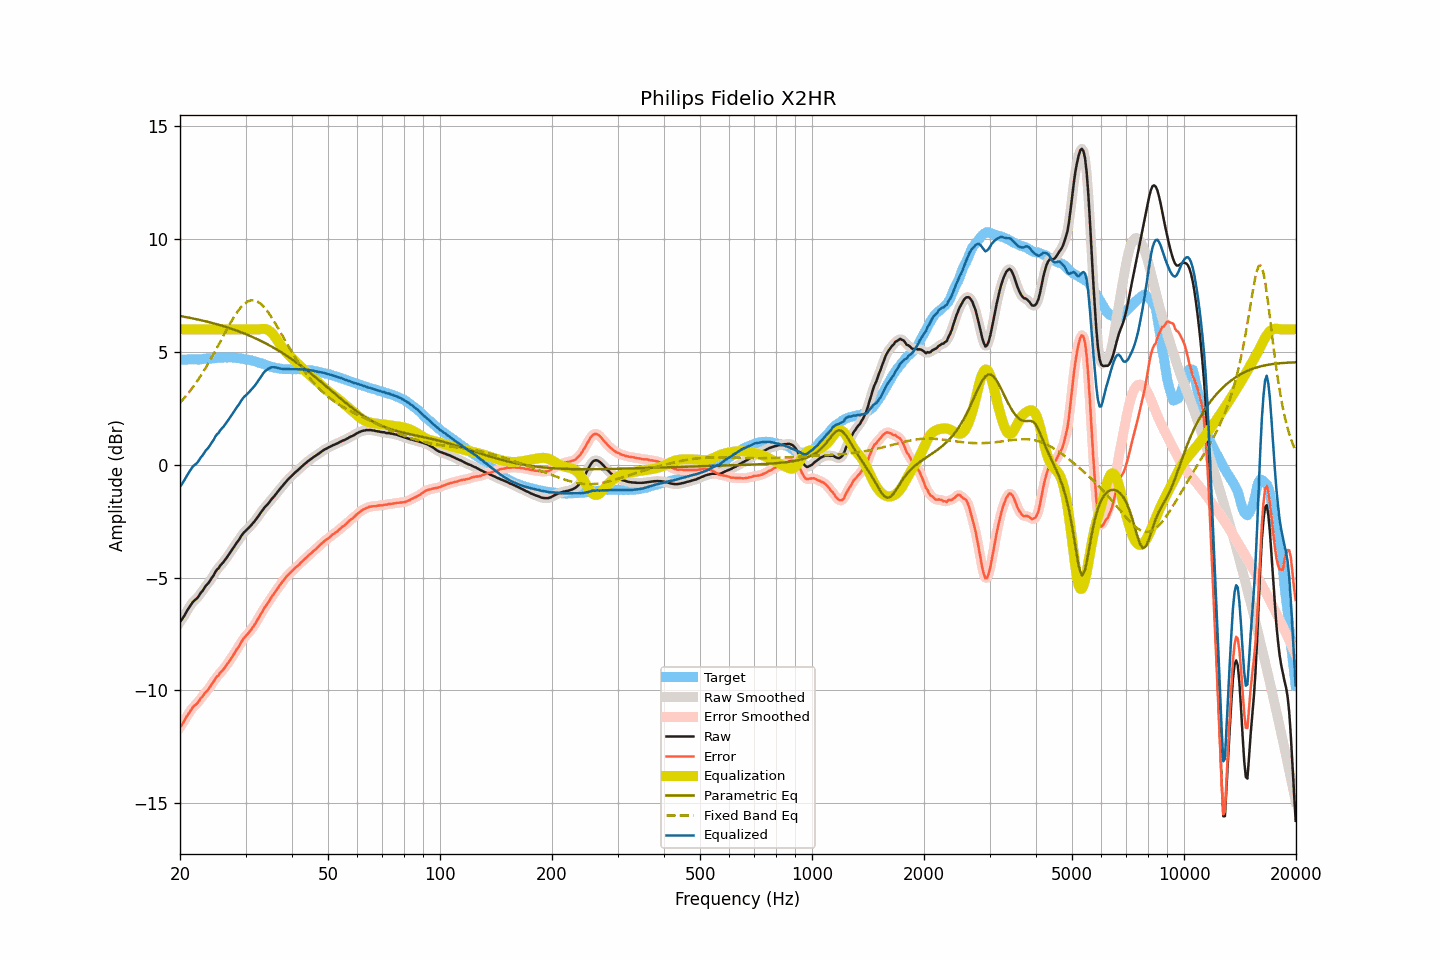 Philips Fidelio X2HR
15
10
5
0
−5
−10
−15
Amplitude (dBr)
Target
Raw Smoothed
Error Smoothed
Raw
Error
Equalization
Parametric Eq
Fixed Band Eq
Equalized
20 50 100 200 500 1000 2000 5000 10000 20000
Frequency (Hz)